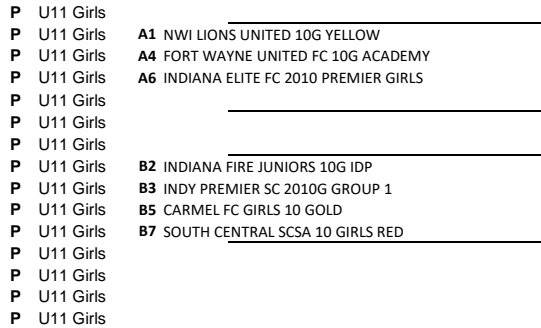 P U11 Girls
P U11 Girls A1 NWI LIONS UNITED 10G YELLOW
P U11 Girls A4 FORT WAYNE UNITED FC 10G ACADEMY
P U11 Girls A6 INDIANA ELITE FC 2010 PREMIER GIRLS
P U11 Girls
P U11 Girls
P U11 Girls
P U11 Girls B2 INDIANA FIRE JUNIORS 10G IDP
P U11 Girls B3 INDY PREMIER SC 2010G GROUP 1
P U11 Girls B5 CARMEL FC GIRLS 10 GOLD
P U11 Girls B7 SOUTH CENTRAL SCSA 10 GIRLS RED
P U11 Girls
P U11 Girls
P U11 Girls
P U11 Girls